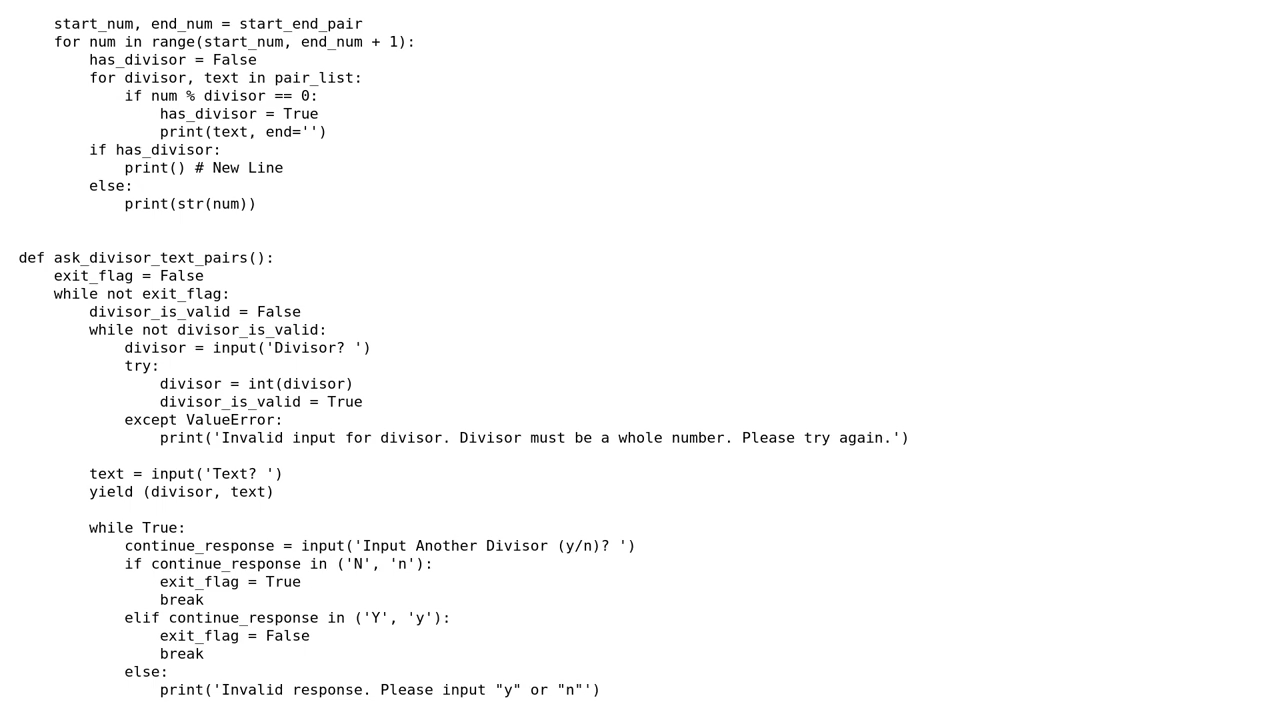 start_num, end_num = start_end_pair
    for num in range(start_num, end_num + 1):
        has_divisor = False
        for divisor, text in pair_list:
            if num % divisor == 0:
                has_divisor = True
                print(text, end='')
        if has_divisor:
            print() # New Line
        else:
            print(str(num))


def ask_divisor_text_pairs():
    exit_flag = False
    while not exit_flag:
        divisor_is_valid = False
        while not divisor_is_valid:
            divisor = input('Divisor? ')
            try:
                divisor = int(divisor)
                divisor_is_valid = True
            except ValueError:
                print('Invalid input for divisor. Divisor must be a whole number. Please try again.')

        text = input('Text? ')
        yield (divisor, text)

        while True:
            continue_response = input('Input Another Divisor (y/n)? ')
            if continue_response in ('N', 'n'):
                exit_flag = True
                break
            elif continue_response in ('Y', 'y'):
                exit_flag = False
                break
            else:
                print('Invalid response. Please input "y" or "n"')